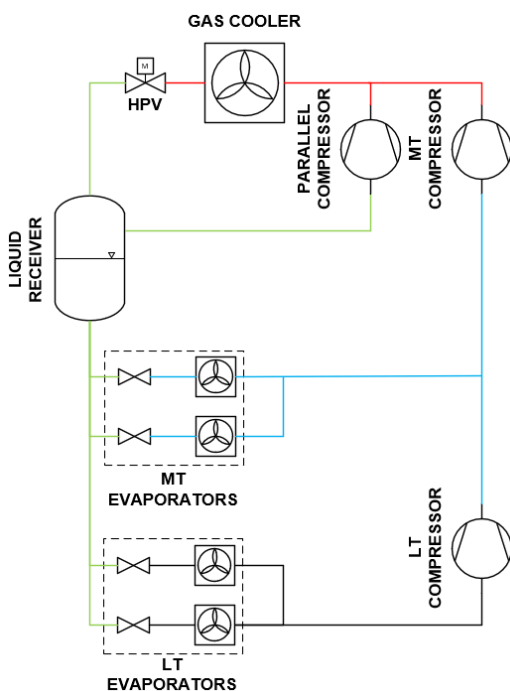 GAS COOLER
M
HPV
PARALLEL
COMPRESSOR
MT
COMPRESSOR
LIQUID
RECEIVER
MT
EVAPORATORS
LT
COMPRESSOR
LT
EVAPORATORS